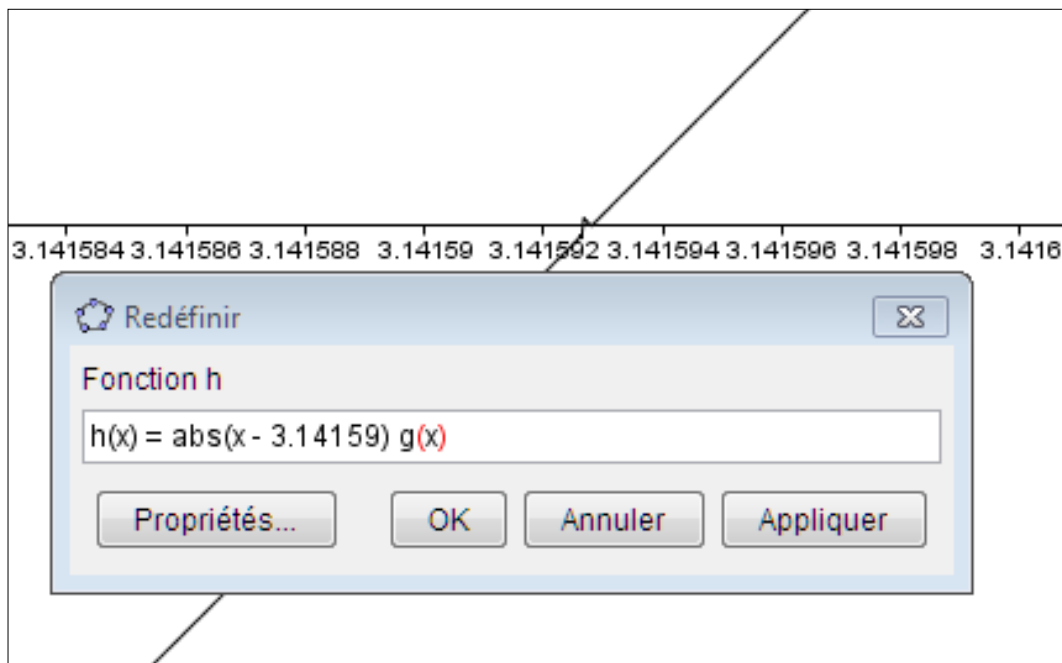 3.141584 3.141586 3.141588 3.14159 3.141592 3.141594 3.141596 3.141598 3.1416
Redéfinir
Fonction h
h(x) = abs(x - 3.14159) g(x)
Propriétés... OK Annuler Appliquer